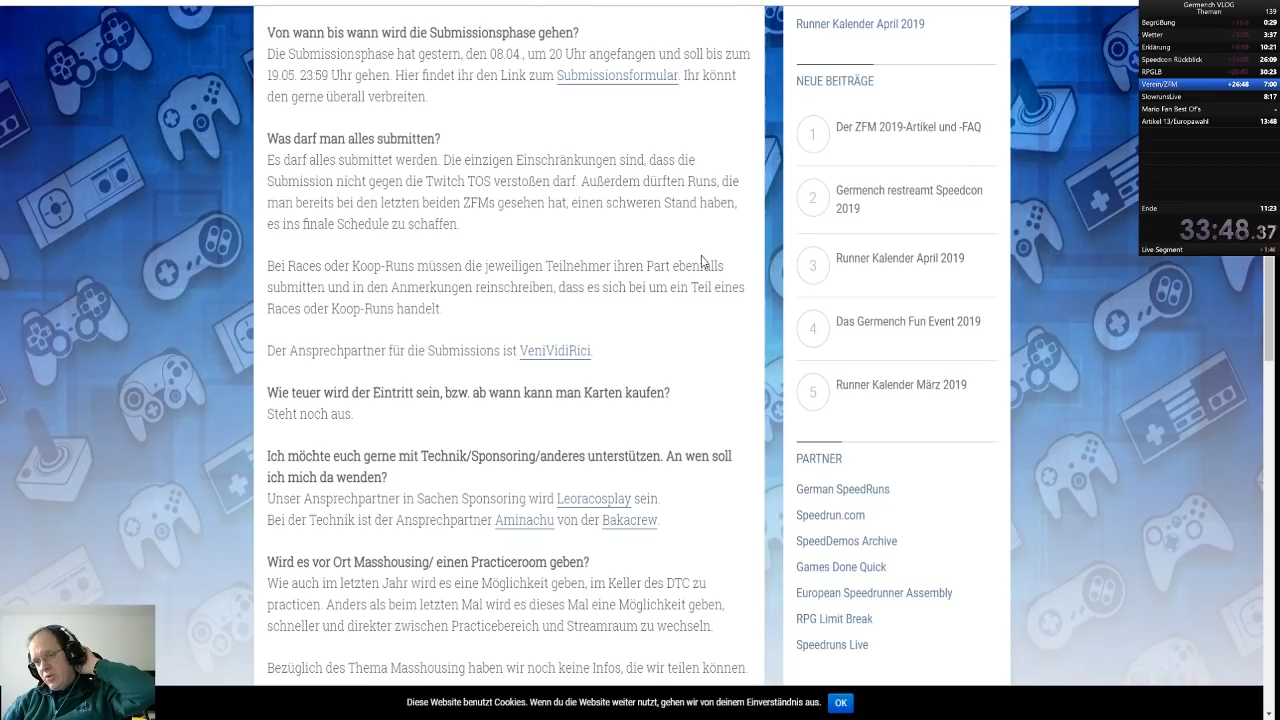 Von wann bis wann wird die Submissionsphase gehen?
Die Submissionsphase hat gestern, den 08.04., um 20 Uhr angefangen und soll bis zum
19.05. 23:59 Uhr gehen. Hier findet ihr den Link zum Submissionsformular. Ihr könnt
den gerne überall verbreiten.
Was darf man alles submitten?
Es darf alles submittet werden. Die einzigen Einschränkungen sind, dass die
Submission nicht gegen die Twitch TOS verstoßen darf. Außerdem dürften Runs, die
man bereits bei den letzten beiden ZFMs gesehen hat, einen schweren Stand haben,
es ins finale Schedule zu schaffen.
Bei Races oder Koop-Runs müssen die jeweiligen Teilnehmer ihren Part ebenfalls
submitten und in den Anmerkungen reinschreiben, dass es sich bei um ein Teil eines
Races oder Koop-Runs handelt.
Der Ansprechpartner für die Submissions ist VeniVidiRici.
Wie teuer wird der Eintritt sein, bzw. ab wann kann man Karten kaufen?
Steht noch aus.
Ich möchte euch gerne mit Technik/Sponsoring/anderes unterstützen. An wen soll
ich mich da wenden?
Unser Ansprechpartner in Sachen Sponsoring wird Leoracosplay sein.
Bei der Technik ist der Ansprechpartner Aminachu von der Bakacrew.
Wird es vor Ort Masshousing/ einen Practiceroom geben?
Wie auch im letzten Jahr wird es eine Möglichkeit geben, im Keller des DTC zu
practicen. Anders als beim letzten Mal wird es dieses Mal eine Möglichkeit geben,
schneller und direkter zwischen Practicebereich und Streamraum zu wechseln.
Bezüglich des Thema Masshousing haben wir noch keine Infos, die wir teilen können.
Runner Kalender April 2019
NEUE BEITRÄGE
1 Der ZFM 2019-Artikel und -FAQ
2 Germench restreamt Speedcon
2019
3 Runner Kalender April 2019
4 Das Germench Fun Event 2019
5 Runner Kalender März 2019
PARTNER
German SpeedRuns
Speedrun.com
SpeedDemos Archive
Games Done Quick
European Speedrunner Assembly
RPG Limit Break
Speedruns Live
Germench VLOG
Themen: 139
Begrüßung 0:29
Wetter 3:37
Erklärung 10:21
Speedcon Rückblick 26:09
RPGLB 30:23
Verein/ZFM +26:48 7:00
SlowrunsLive 8:17
Mario Fan Best Of's -
Artikel 13/Europawahl 13:48
Ende 11:23
33:48.37
Live Segment
Diese Website benutzt Cookies. Wenn du die Website weiter nutzt, gehen wir von deinem Einverständnis aus. OK